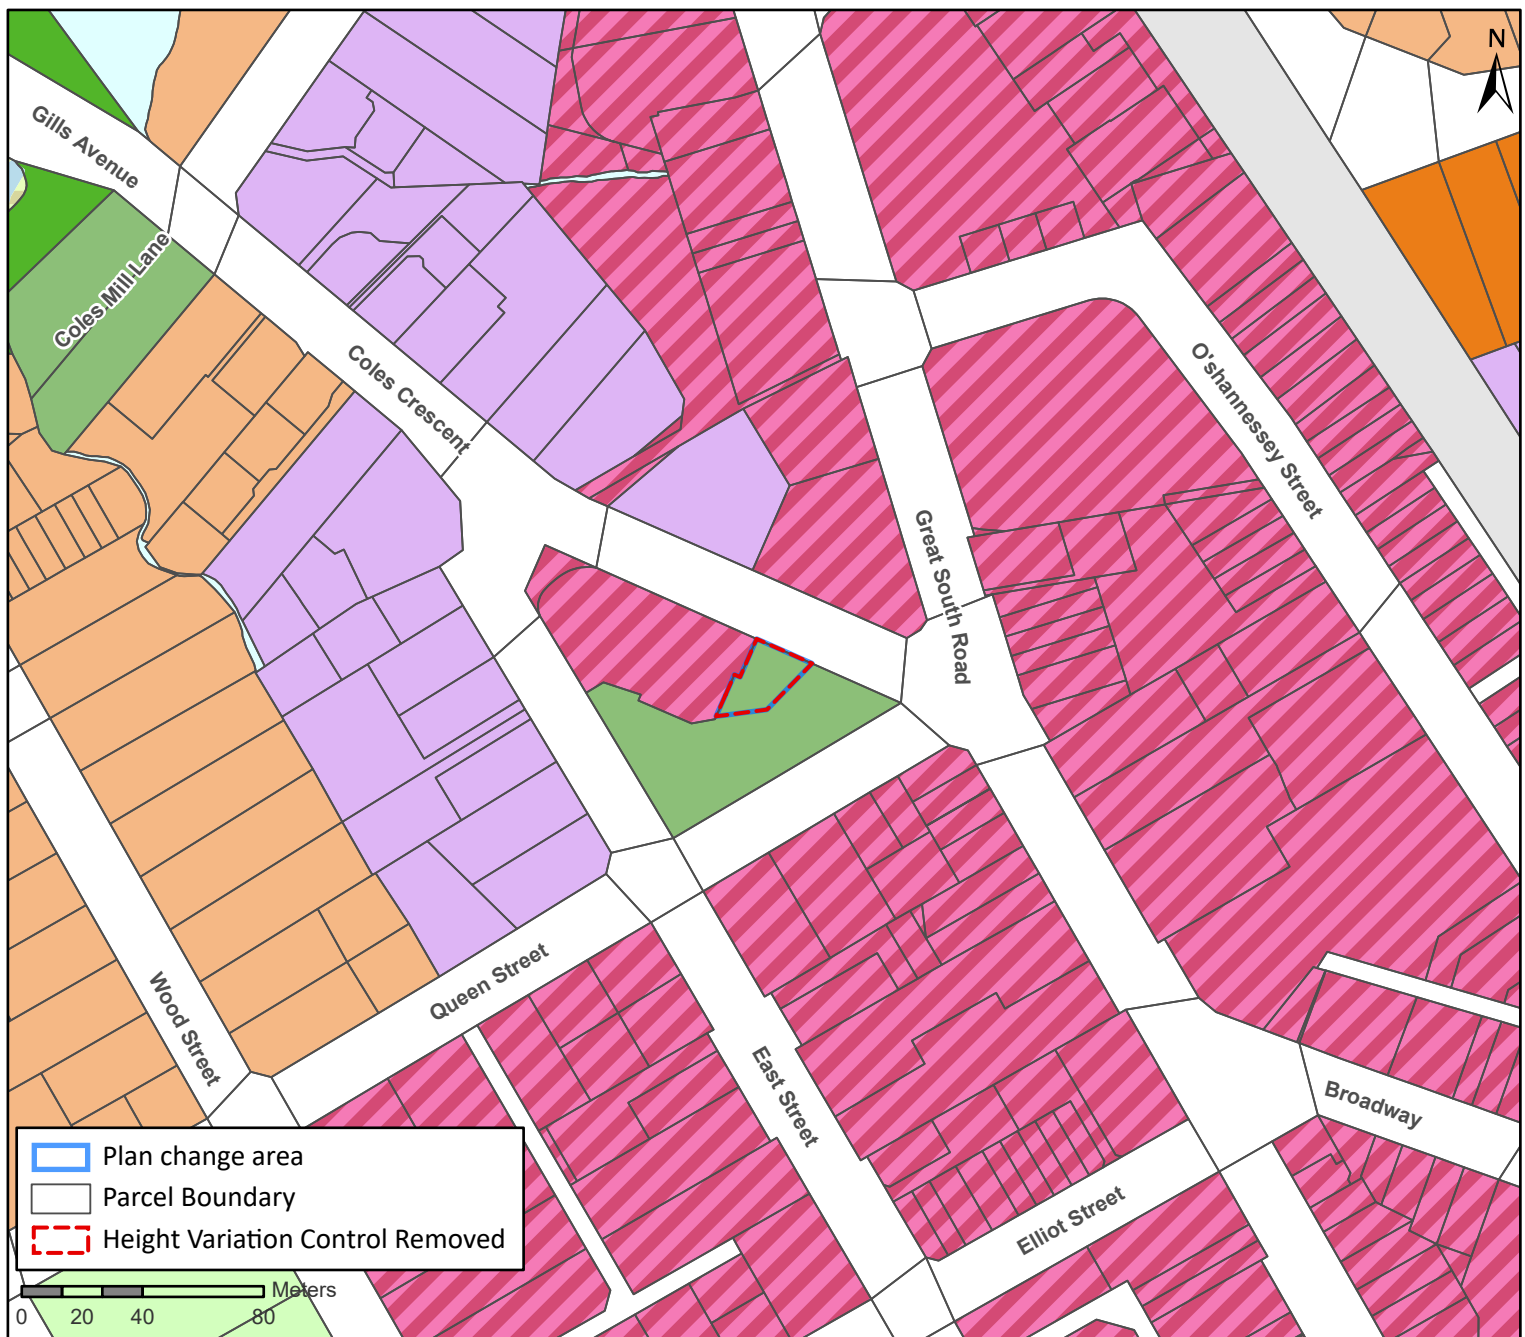 N
Gills Avenue
Coles Mill Lane
Coles Crescent
O'shannessey Street
Great South Road
Queen Street
Wood Street
East Street
Broadway
Elliot Street
Plan change area
Parcel Boundary
Height Variation Control Removed
Meters
0 20 40 80